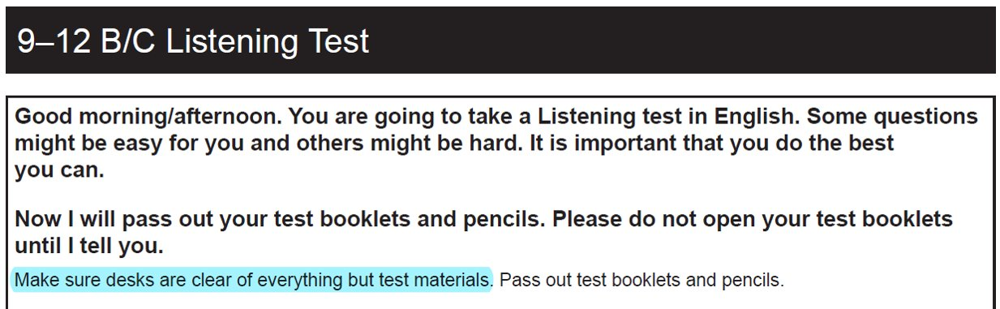 9–12 B/C Listening Test
Good morning/afternoon. You are going to take a Listening test in English. Some questions
might be easy for you and others might be hard. It is important that you do the best
you can.
Now I will pass out your test booklets and pencils. Please do not open your test booklets
until I tell you.
Make sure desks are clear of everything but test materials. Pass out test booklets and pencils.